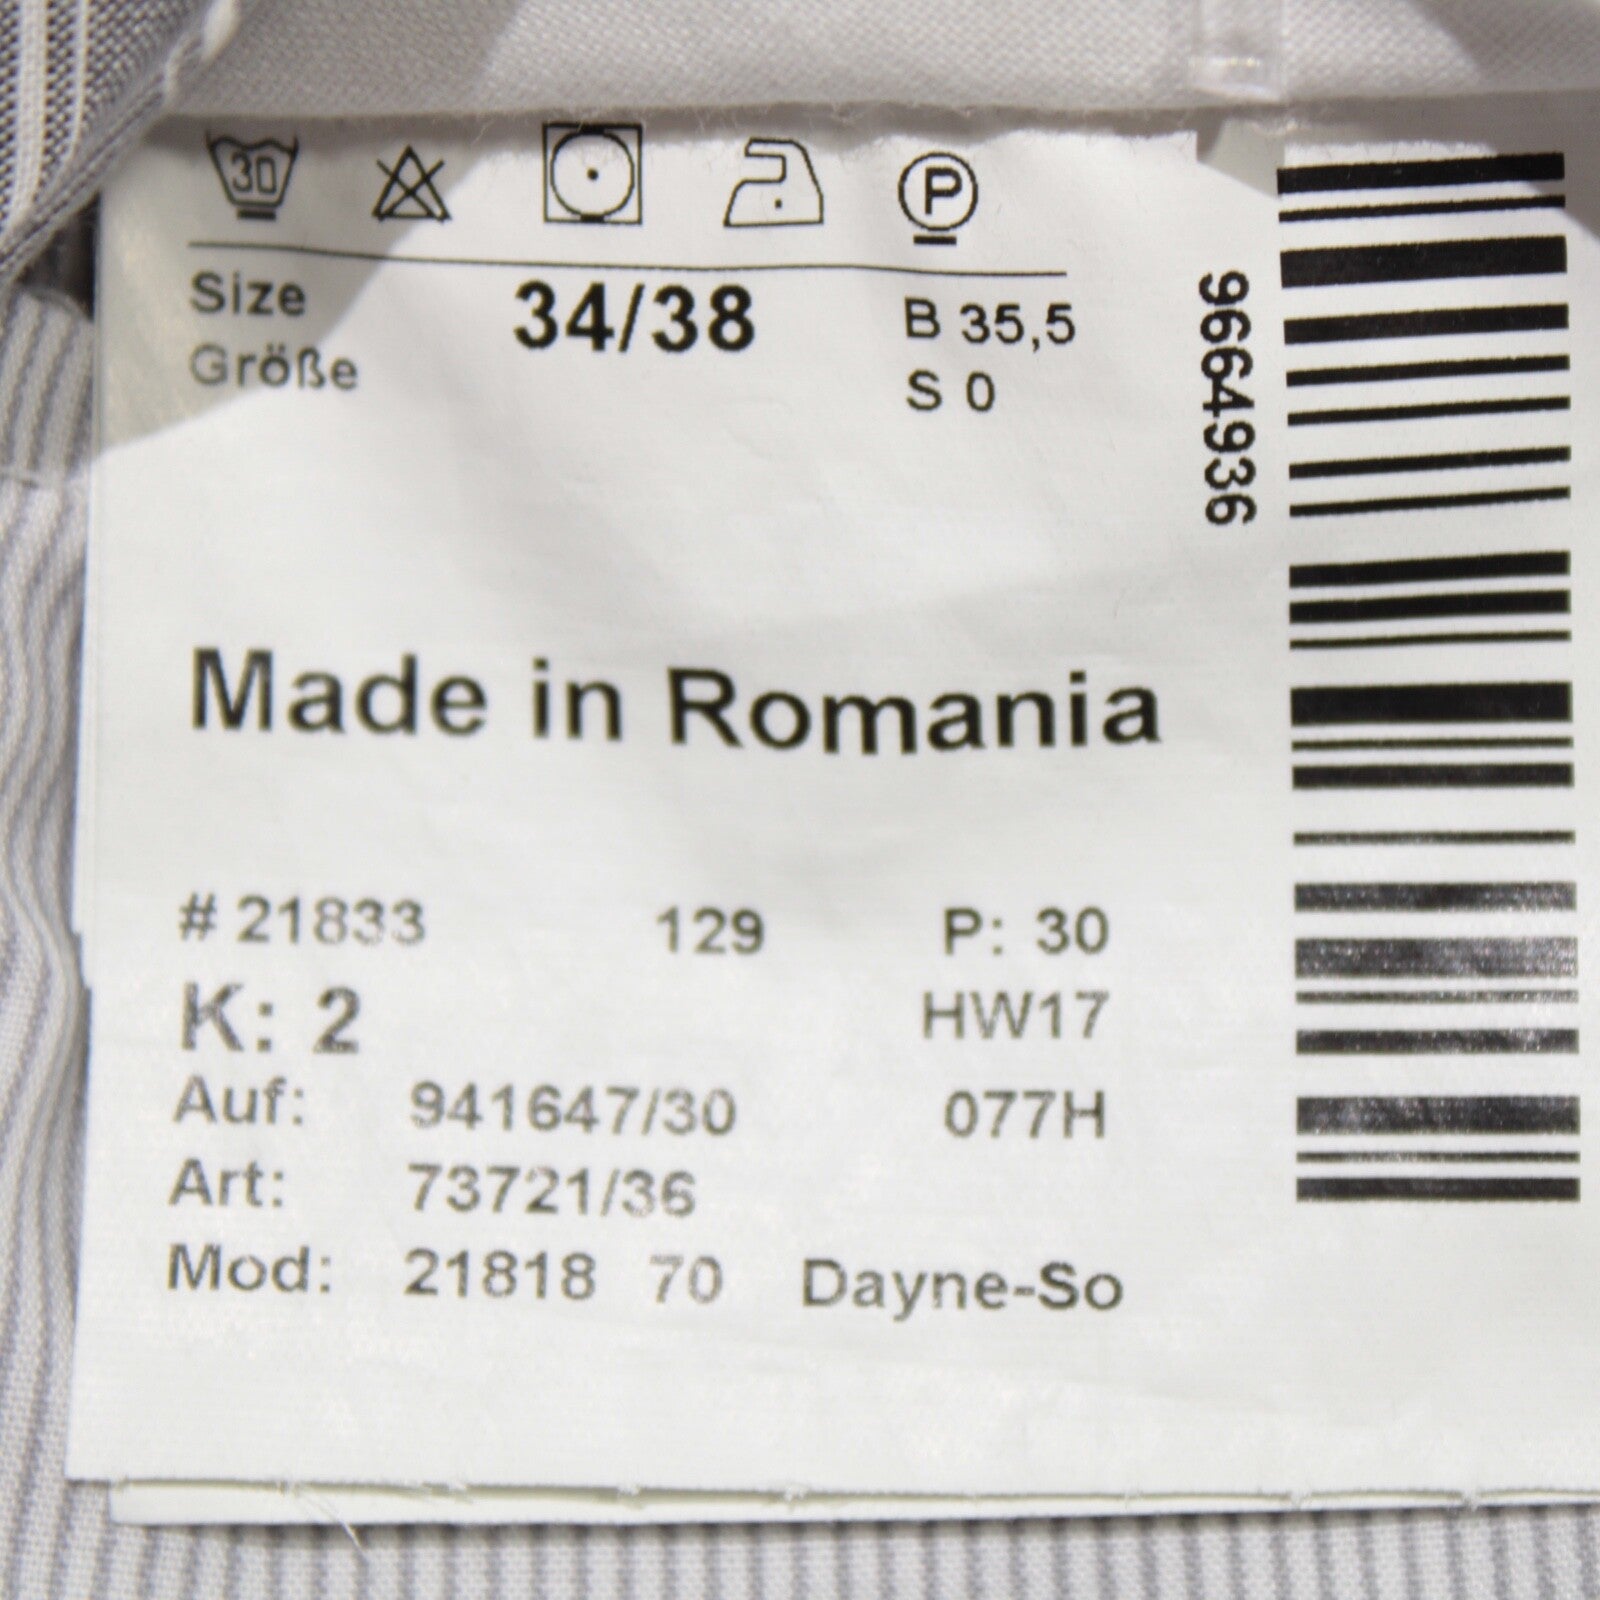 30 P
Size 34/38 B 35,5
Größe S 0
9664936
Made in Romania
# 21833 129 P: 30
K: 2 HW17
Auf: 941647/30 077H
Art: 73721/36
Mod: 21818 70 Dayne-So